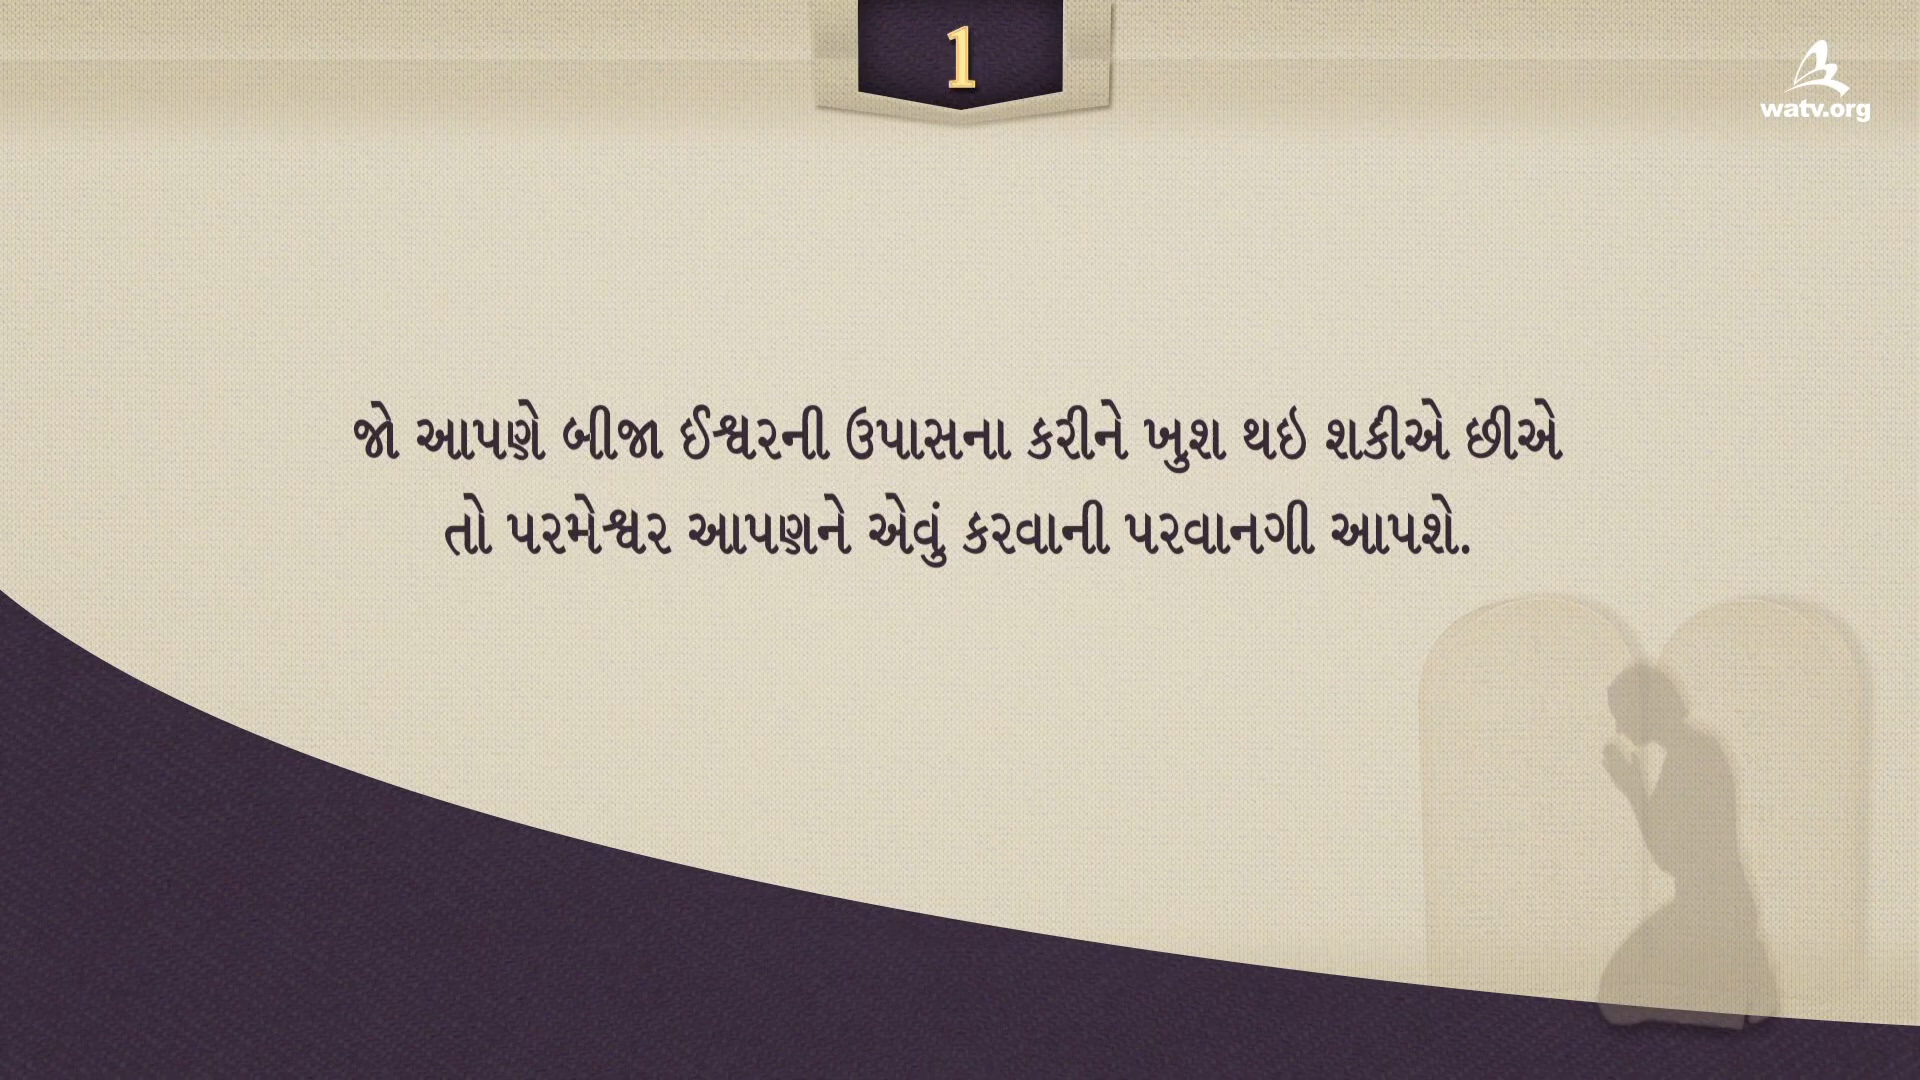 1
watv.org
જો આપણે બીજા ઈશ્વરની ઉપાસના કરીને ખુશ થઇ શકીએ છીએ
તો પરમેશ્વર આપણને એવું કરવાની પરવાનગી આપશે.